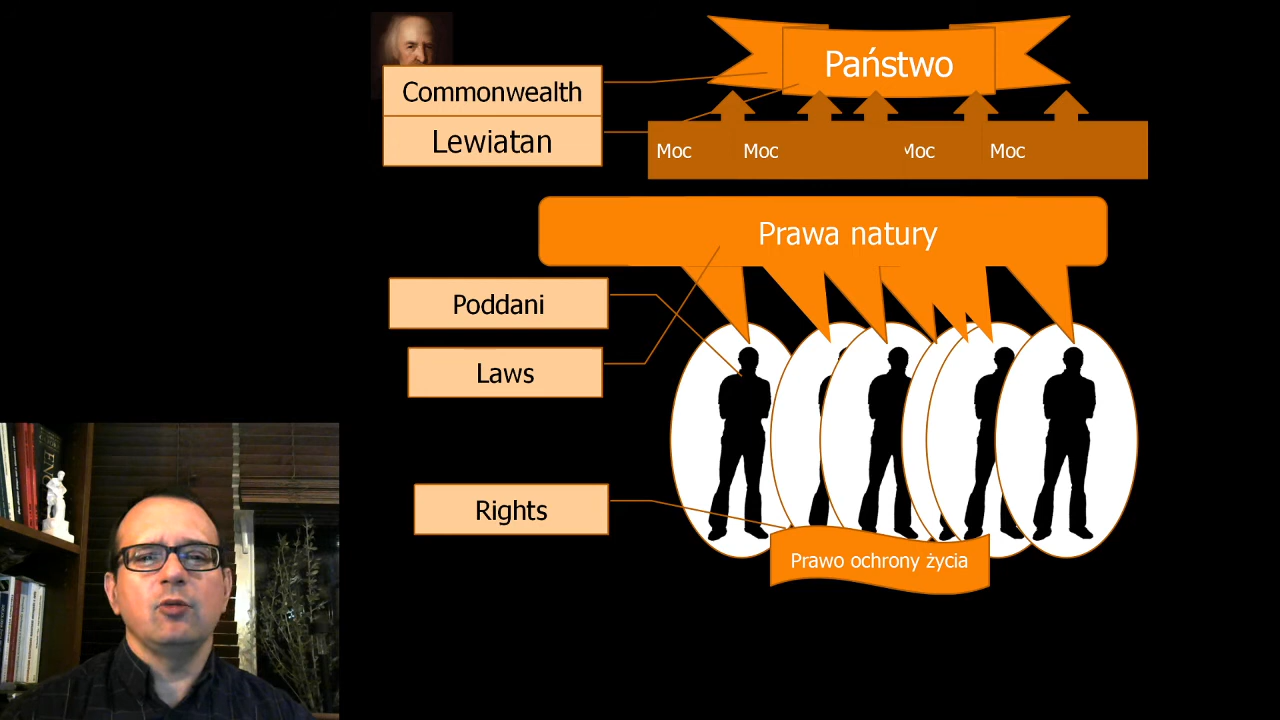 Państwo
Commonwealth
Lewiatan
Moc Moc Moc Moc
Prawa natury
Poddani
Laws
Rights
Prawo ochrony życia